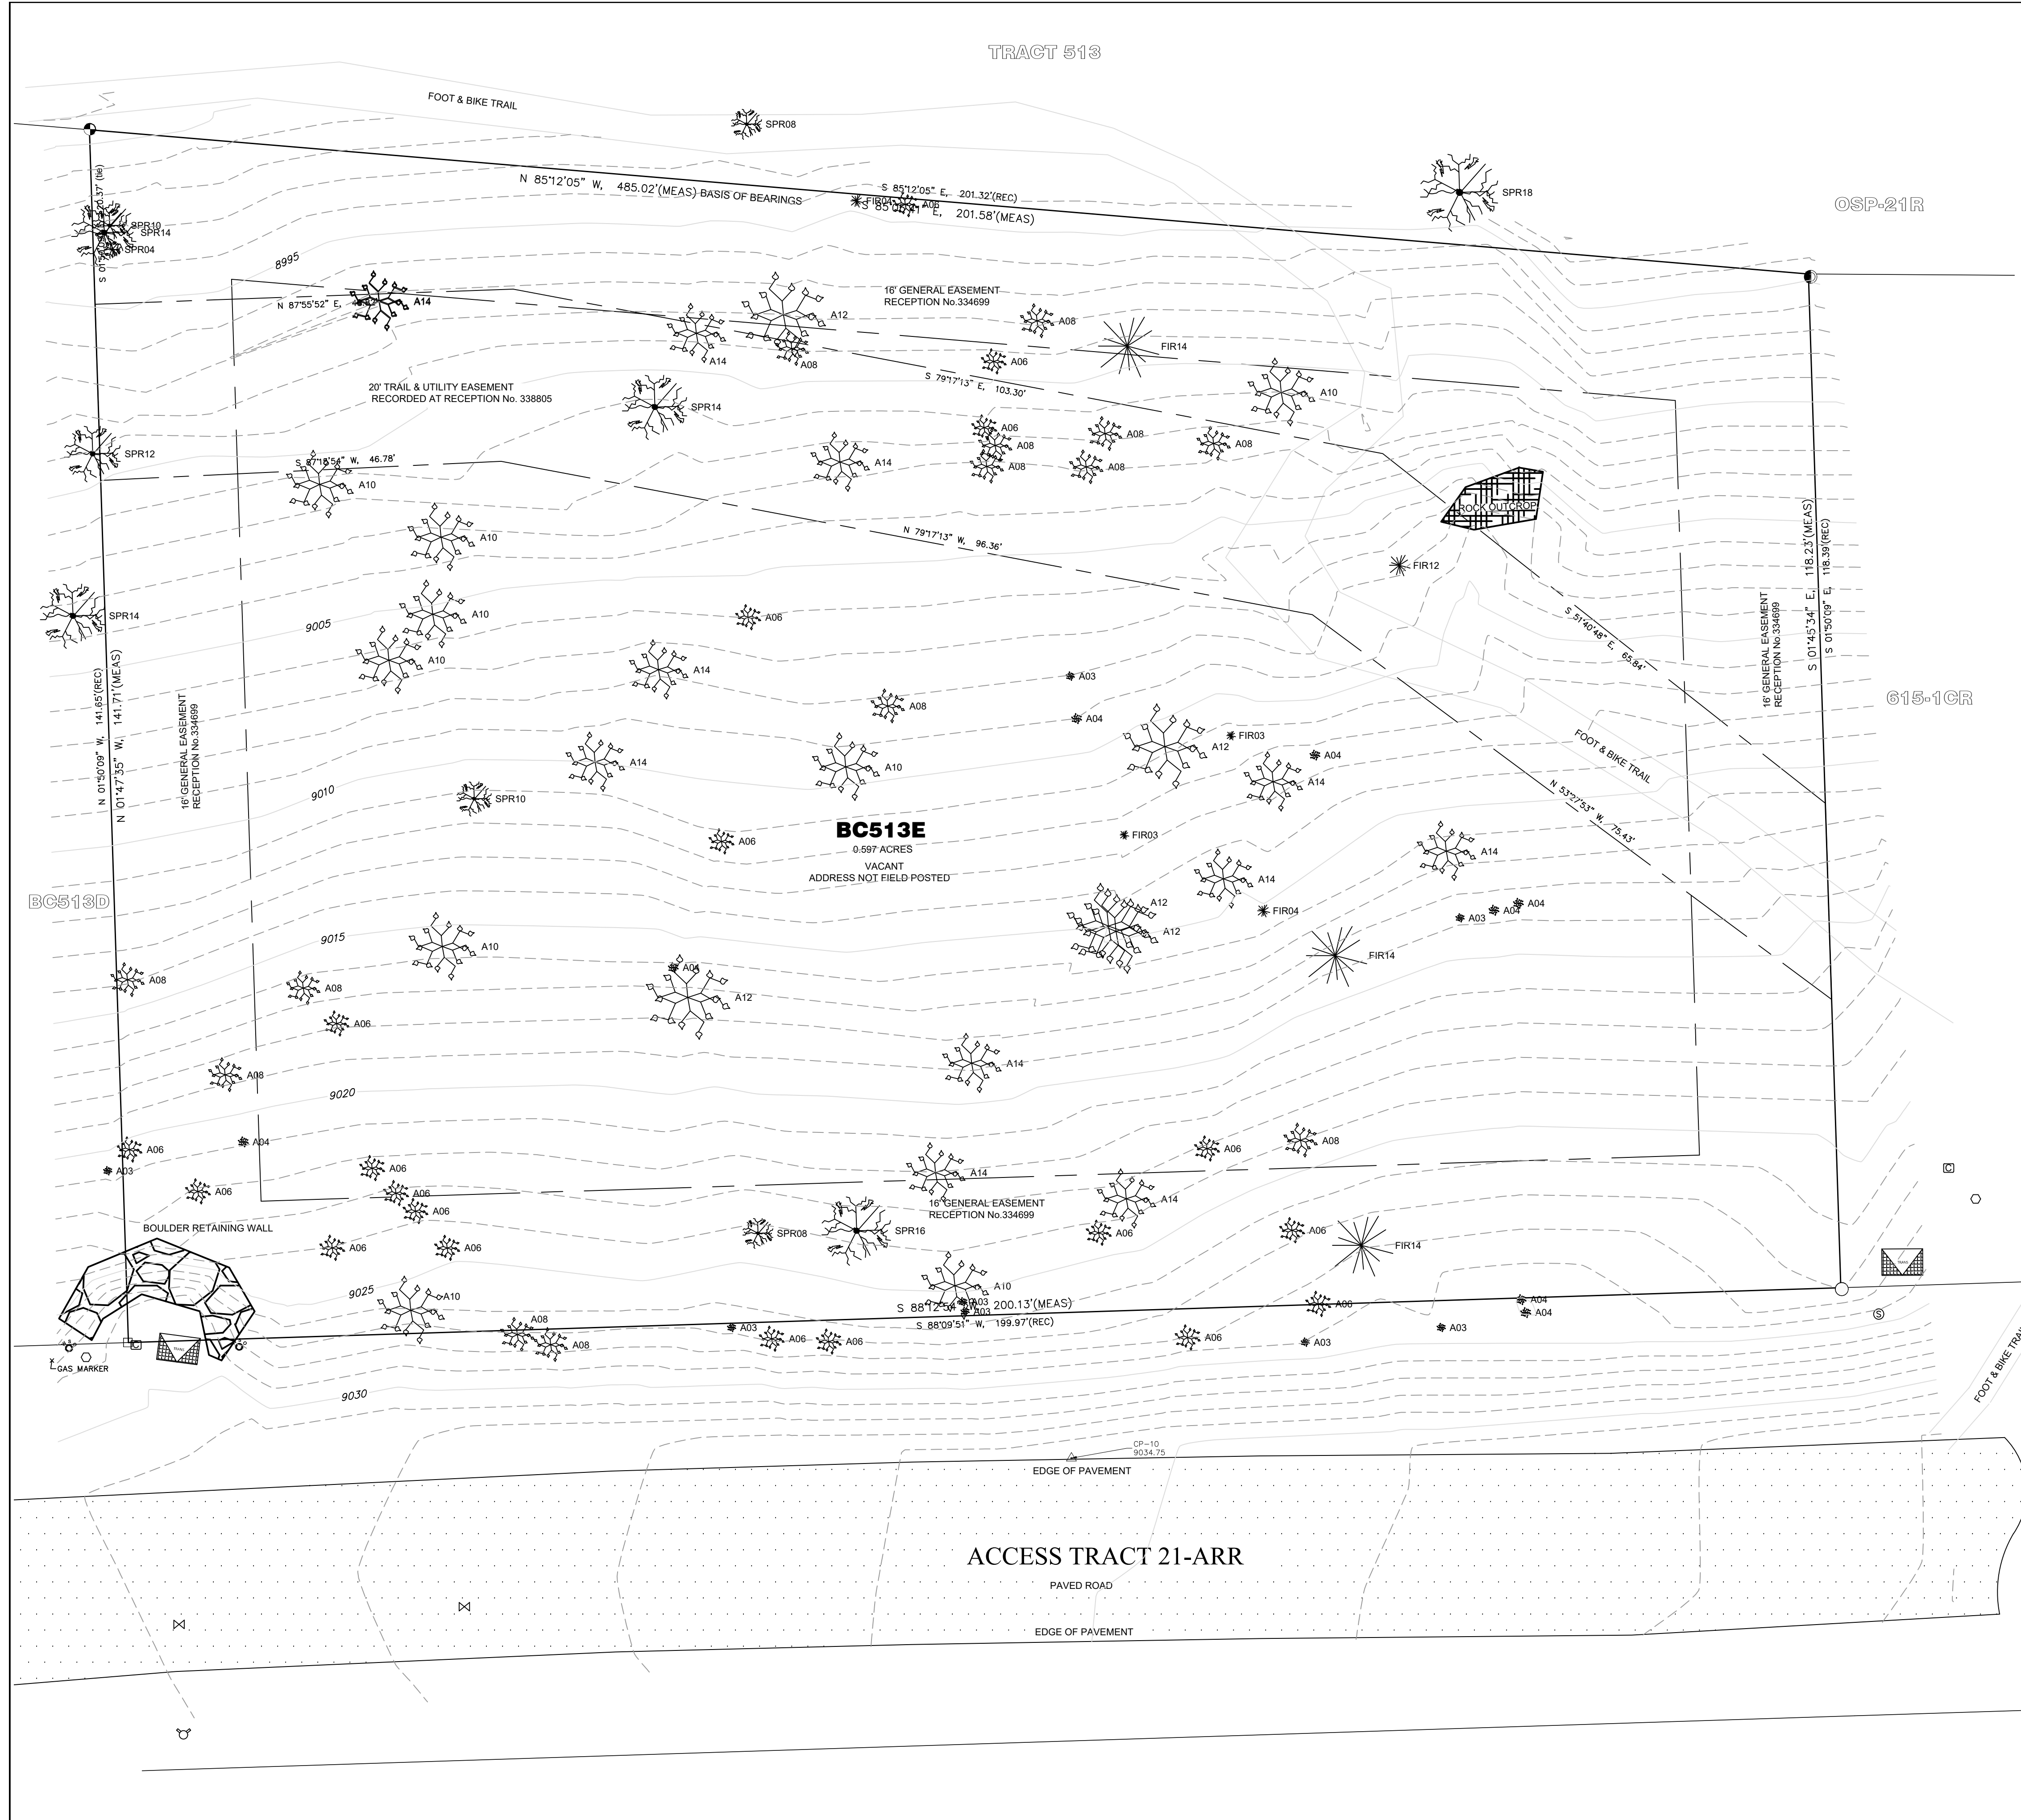 TRACT 513
FOOT & BIKE TRAIL
SPR08
SPR18
OSP-21R
N 85°12'05" W, 485.02'(MEAS) BASIS OF BEARINGS
S 85°12'05" E, 201.32'(REC)
FIR04
A06
E, 201.58'(MEAS)
SPR10
SPR14
SPR04
20.37' (tie)
8995
N 87°55'52" E,
A14
16' GENERAL EASEMENT
RECEPTION No.334699
A12
A08
A14
A08
A06
FIR14
20' TRAIL & UTILITY EASEMENT
RECORDED AT RECEPTION No. 338805
S 79°17'13" E, 103.30'
A10
SPR14
A06
A08
A08
A08
A08
A08
SPR12
S 87°18'54" W, 46.78'
A14
A10
ROCK OUTCROP
A10
N 79°17'13" W, 96.36'
FIR12
S 01°45'34" E, 118.23'(MEAS)
S 01°50'09" E, 118.39'(REC)
SPR14
A10
9005
A06
A10
A14
A03
S 51°40'48" E, 65.84'
16' GENERAL EASEMENT
RECEPTION No.334699
615-1CR
N 01°50'09" W, 141.65'(REC)
N 01°47'35" W, 141.71'(MEAS)
16' GENERAL EASEMENT
RECEPTION No.334699
A08
A04
A12
FIR03
A04
FOOT & BIKE TRAIL
A14
A10
A14
9010
SPR10
N 53°27'53" W, 75.43'
BC513E
0.597 ACRES
VACANT
ADDRESS NOT FIELD POSTED
A06
FIR03
A14
A14
BC513D
A12
A12
FIR04
A03
A04
A04
9015
A10
FIR14
A08
A08
A04
A12
A06
A14
A08
9020
A06
A03
A04
A06
A08
A06
A06
A06
A06
A14
A14
C
16' GENERAL EASEMENT
RECEPTION No.334699
BOULDER RETAINING WALL
A06
A06
SPR08
SPR16
A06
A06
FIR14
TRANS
9025
A10
A10
A03
A03
S 88°12'54" W, 200.13'(MEAS)
S 88°09'51" W, 199.97'(REC)
A06
A04
A04
S
A08
A08
A03
A06
A06
A06
A03
A03
C
TRANS
GAS MARKER
9030
FOOT & BIKE TRAIL
CP-10
9034.75
EDGE OF PAVEMENT
ACCESS TRACT 21-ARR
PAVED ROAD
EDGE OF PAVEMENT